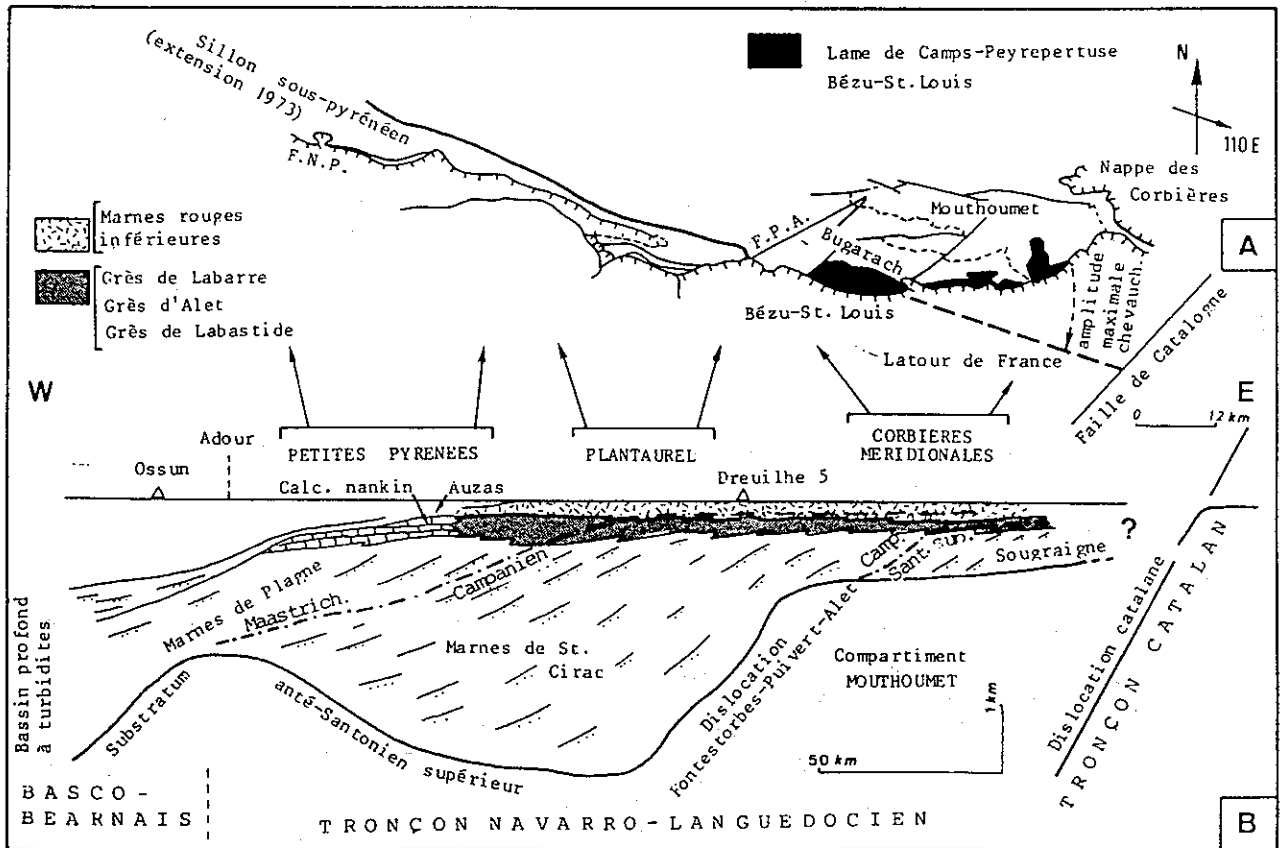 Sillon sous-pyrénéen
(extension 1973)
Lame de Camps-Peyrepertuse
Bézu-St.Louis
N
110E
F.N.P.
Nappe des
Corbières
Marnes rouges
inférieures
Mouthoumet
F.P.A.
Bugarach
A
Grès de Labarre
Grès d'Alet
Grès de Labastide
Bézu-St.Louis
amplitude
maximale
chevauch.
Latour de France
Faille de Catalogne
W
E
0 12 km
Adour
Ossun
PETITES PYRENEES
PLANTAUREL
CORBIERES
MERIDIONALES
Calc. nankin
Auzas
Dreuilhe 5
?
Marnes de Plagne
Maastrich.
Campanien
Camp.
Sant. sup.
Sougraigne
Marnes de St.
Cirac
Bassin profond
à turbidites
Substratum
anté-Santonien supérieur
Dislocation
Fontestorbes-Puivert-Alet
Compartiment
MOUTHOUMET
1 km
50 km
Dislocation catalane
TRONÇON CATALAN
BASCO-
BEARNAIS
TRONÇON NAVARRO-LANGUEDOCIEN
B